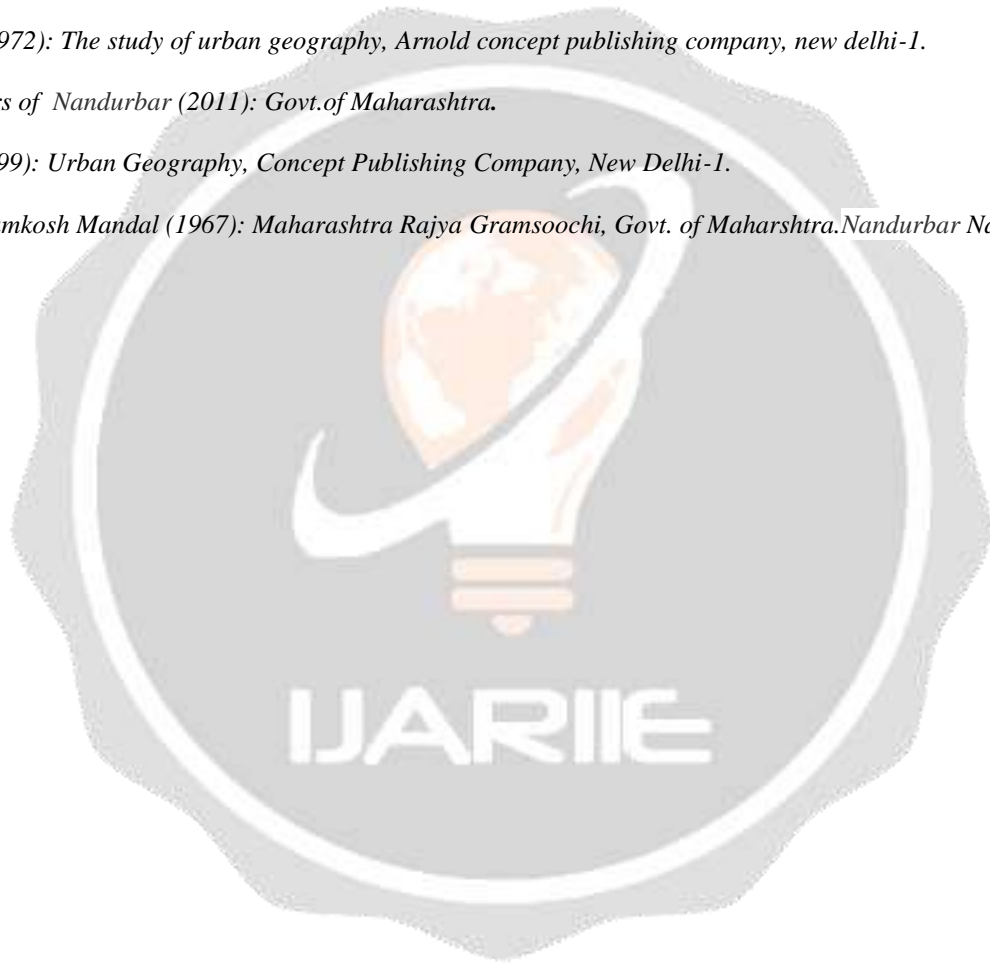 972): The study of urban geography, Arnold concept publishing company, new delhi-1.
of Nandurbar (2011): Govt.of Maharashtra.
99): Urban Geography, Concept Publishing Company, New Delhi-1.
Mandal (1967): Maharashtra Rajya Gramsoochi, Govt. of Maharshtra.Nandurbar
IJARIIE